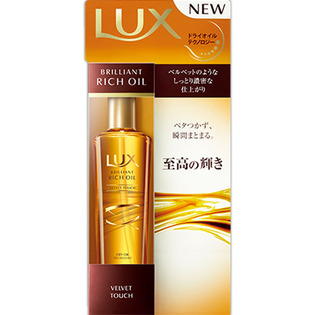 LUX
NEW
ドライオイル
テクノロジー
BRILLIANT
RICH OIL
ベルベットのような
しっとり濃密な
仕上がり
ベタつかず、
瞬間まとまる。
至高の輝き
LUX
BRILLIANT
RICH OIL
VELVET TOUCH
VELVET
TOUCH